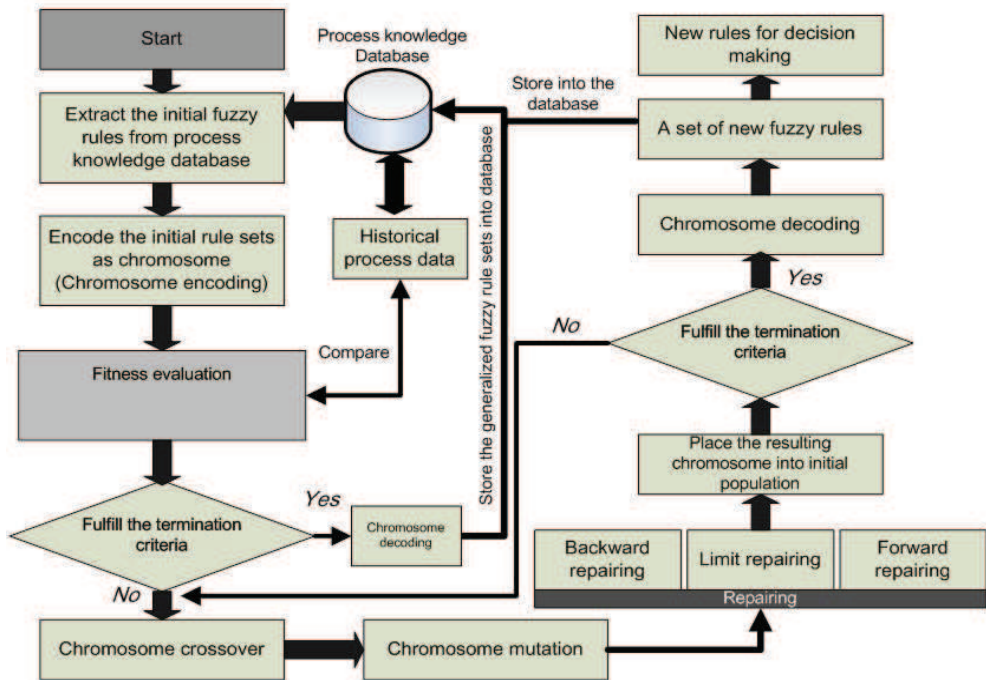 Start
Process knowledge
Database
Extract the initial fuzzy
rules from process
knowledge database
Encode the initial rule sets
as chromosome
(Chromosome encoding)
Historical
process data
Compare
Fitness evaluation
Fulfill the termination
criteria
Yes
No
Chromosome
decoding
Store the generalized fuzzy rule sets into database
Store into the
database
Chromosome crossover
Chromosome mutation
Backward
repairing
Limit repairing
Forward
repairing
Repairing
Place the resulting
chromosome into initial
population
Fulfill the termination
criteria
No
Yes
Chromosome decoding
A set of new fuzzy rules
New rules for decision
making